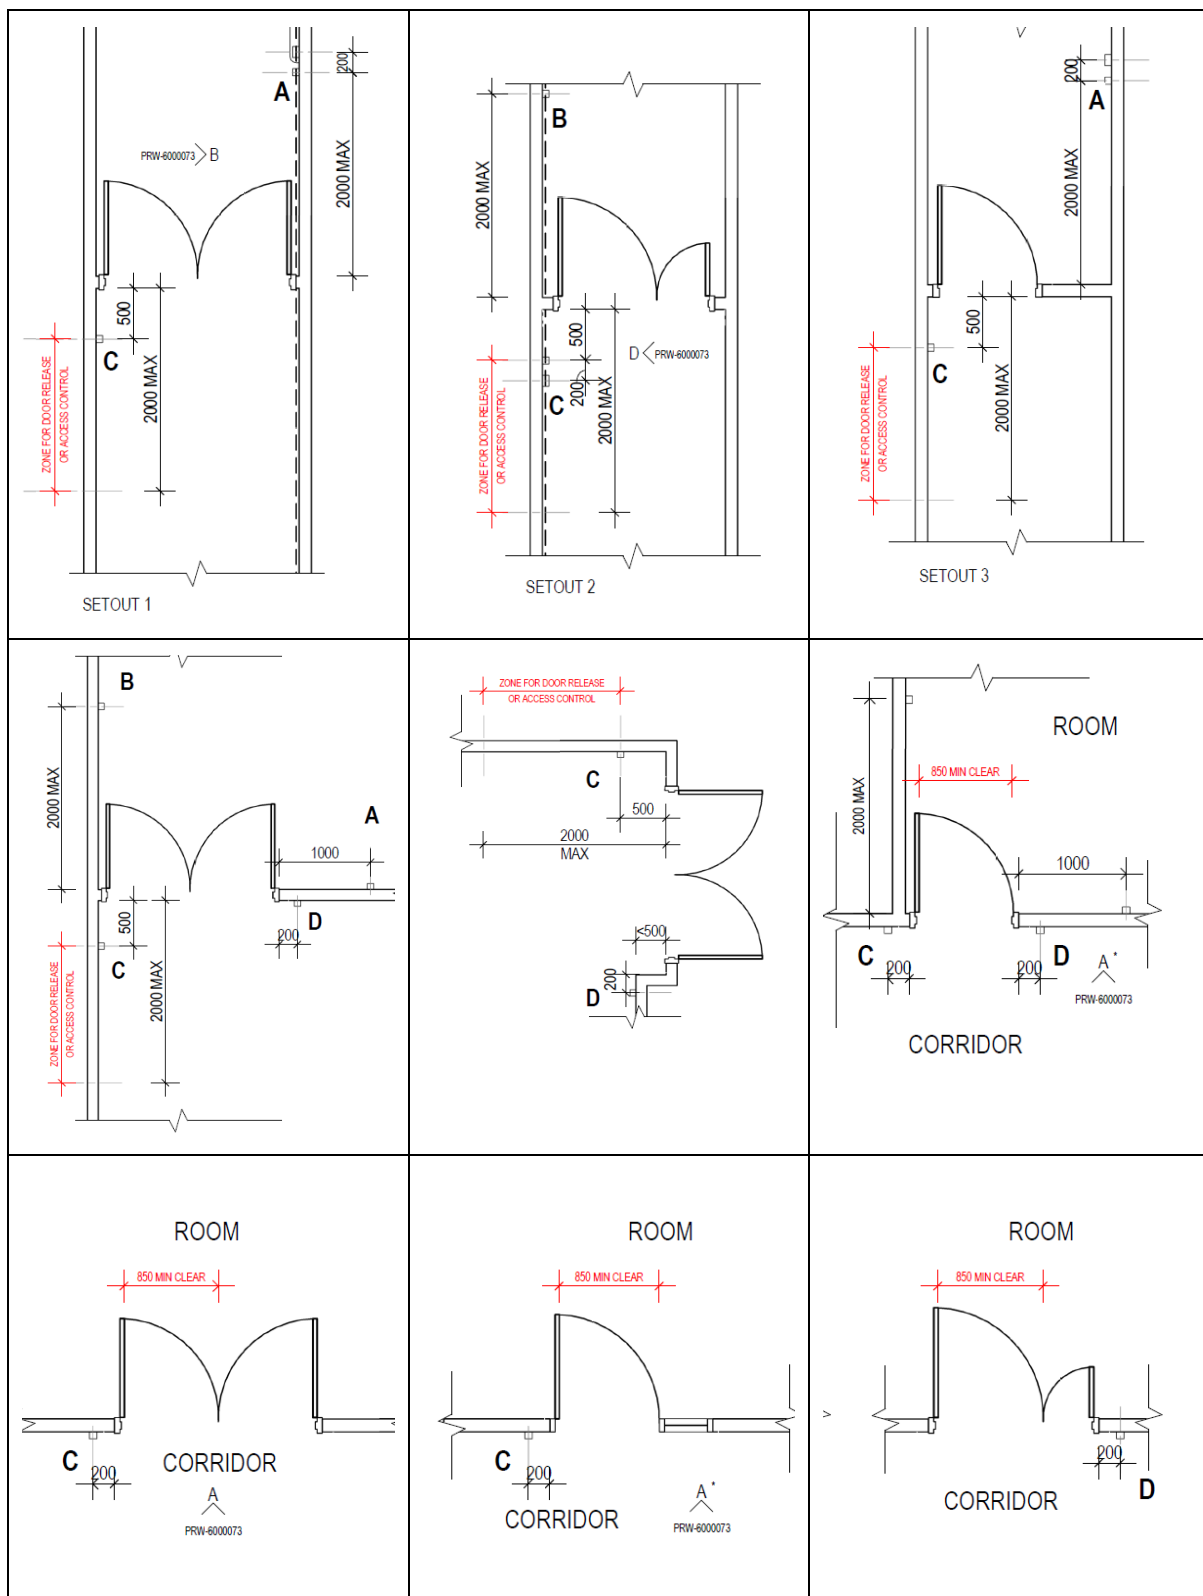 200
A
2000 MAX
PRW-6000073 B
500
C
2000 MAX
ZONE FOR DOOR RELEASE
OR ACCESS CONTROL
SETOUT 1
B
2000 MAX
500
D PRW-6000073
200
C
2000 MAX
ZONE FOR DOOR RELEASE
OR ACCESS CONTROL
SETOUT 2
200
A
2000 MAX
500
C
2000 MAX
ZONE FOR DOOR RELEASE
OR ACCESS CONTROL
SETOUT 3
B
2000 MAX
A
1000
D
200
500
C
2000 MAX
ZONE FOR DOOR RELEASE
OR ACCESS CONTROL
ZONE FOR DOOR RELEASE
OR ACCESS CONTROL
C
500
2000
MAX
<500
200
D
ROOM
850 MIN CLEAR
2000 MAX
1000
C
D
A *
200
200
PRW-6000073
CORRIDOR
ROOM
850 MIN CLEAR
C
CORRIDOR
200
A
PRW-6000073
ROOM
850 MIN CLEAR
C
200
A *
CORRIDOR
PRW-6000073
ROOM
850 MIN CLEAR
200
D
CORRIDOR